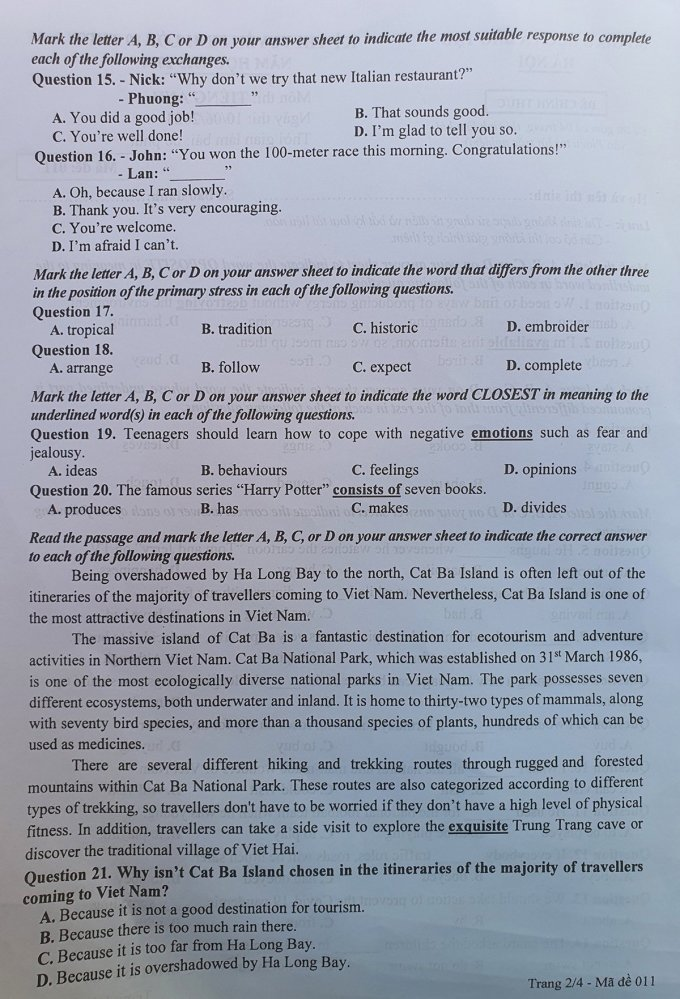 Mark the letter A, B, C or D on your answer sheet to indicate the most suitable response to complete
each of the following exchanges.
Question 15. - Nick: “Why don’t we try that new Italian restaurant?”
- Phuong: “________”
A. You did a good job! B. That sounds good.
C. You’re well done! D. I’m glad to tell you so.
Question 16. - John: “You won the 100-meter race this morning. Congratulations!”
- Lan: “________”
A. Oh, because I ran slowly.
B. Thank you. It’s very encouraging.
C. You’re welcome.
D. I’m afraid I can’t.
Mark the letter A, B, C or D on your answer sheet to indicate the word that differs from the other three
in the position of the primary stress in each of the following questions.
Question 17.
A. tropical B. tradition C. historic D. embroider
Question 18.
A. arrange B. follow C. expect D. complete
Mark the letter A, B, C or D on your answer sheet to indicate the word CLOSEST in meaning to the
underlined word(s) in each of the following questions.
Question 19. Teenagers should learn how to cope with negative emotions such as fear and
jealousy.
A. ideas B. behaviours C. feelings D. opinions
Question 20. The famous series “Harry Potter” consists of seven books.
A. produces B. has C. makes D. divides
Read the passage and mark the letter A, B, C, or D on your answer sheet to indicate the correct answer
to each of the following questions.
Being overshadowed by Ha Long Bay to the north, Cat Ba Island is often left out of the
itineraries of the majority of travellers coming to Viet Nam. Nevertheless, Cat Ba Island is one of
the most attractive destinations in Viet Nam.
The massive island of Cat Ba is a fantastic destination for ecotourism and adventure
activities in Northern Viet Nam. Cat Ba National Park, which was established on 31st March 1986,
is one of the most ecologically diverse national parks in Viet Nam. The park possesses seven
different ecosystems, both underwater and inland. It is home to thirty-two types of mammals, along
with seventy bird species, and more than a thousand species of plants, hundreds of which can be
used as medicines.
There are several different hiking and trekking routes through rugged and forested
mountains within Cat Ba National Park. These routes are also categorized according to different
types of trekking, so travellers don't have to be worried if they don’t have a high level of physical
fitness. In addition, travellers can take a side visit to explore the exquisite Trung Trang cave or
discover the traditional village of Viet Hai.
Question 21. Why isn’t Cat Ba Island chosen in the itineraries of the majority of travellers
coming to Viet Nam?
A. Because it is not a good destination for tourism.
B. Because there is too much rain there.
C. Because it is too far from Ha Long Bay.
D. Because it is overshadowed by Ha Long Bay.
Trang 2/4 - Mã đề 011